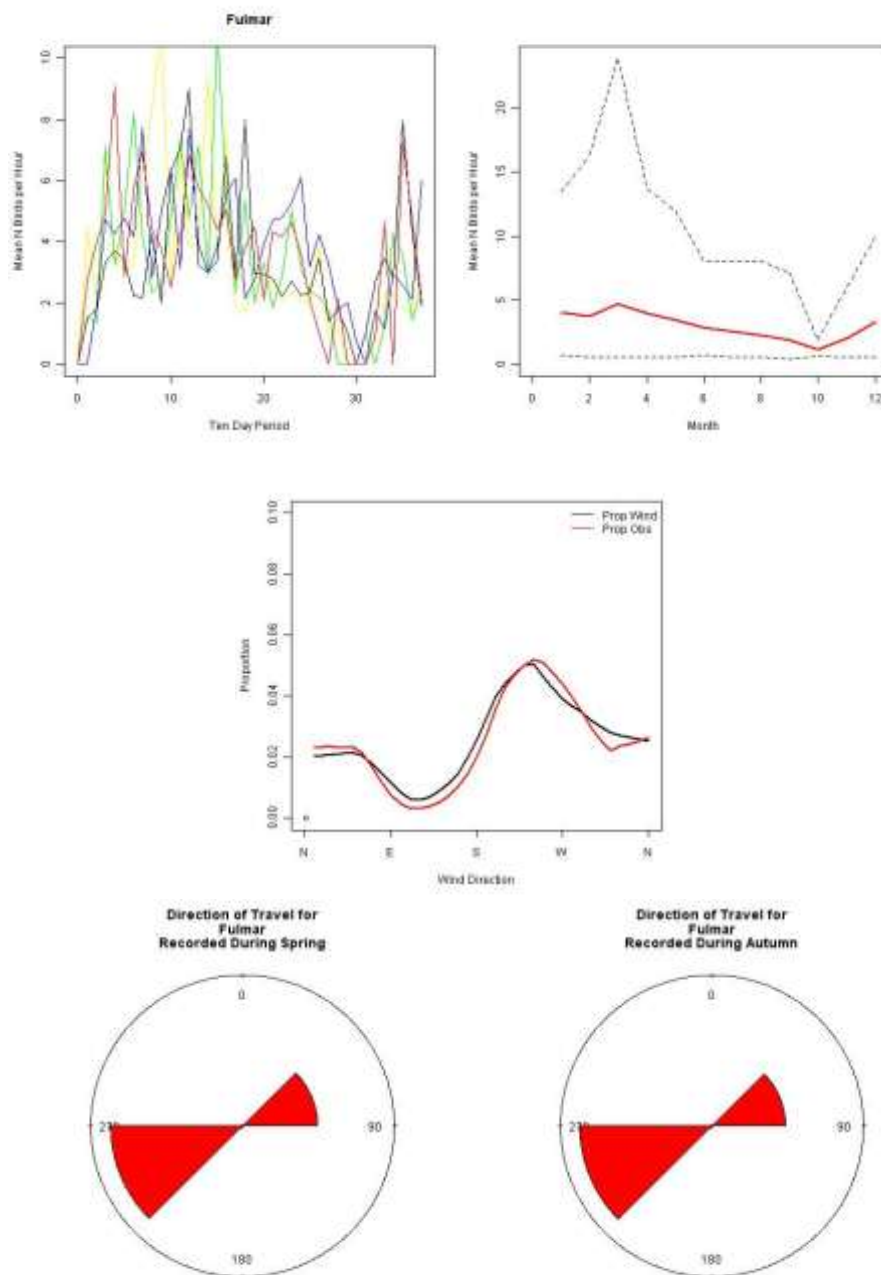 Fulmar
Mean N Birds per Hour
0 2 4 6 8 10
0 10 20 30
Ten Day Period
Mean N Birds per Hour
0 5 10 15 20
0 2 4 6 8 10 12
Month
Prop Wind
Prop Obs
Proportion
0.00 0.02 0.04 0.06 0.08 0.10
N E S W N
Wind Direction
Direction of Travel for
Fulmar
Recorded During Spring
0
270 90
180
Direction of Travel for
Fulmar
Recorded During Autumn
0
270 90
180